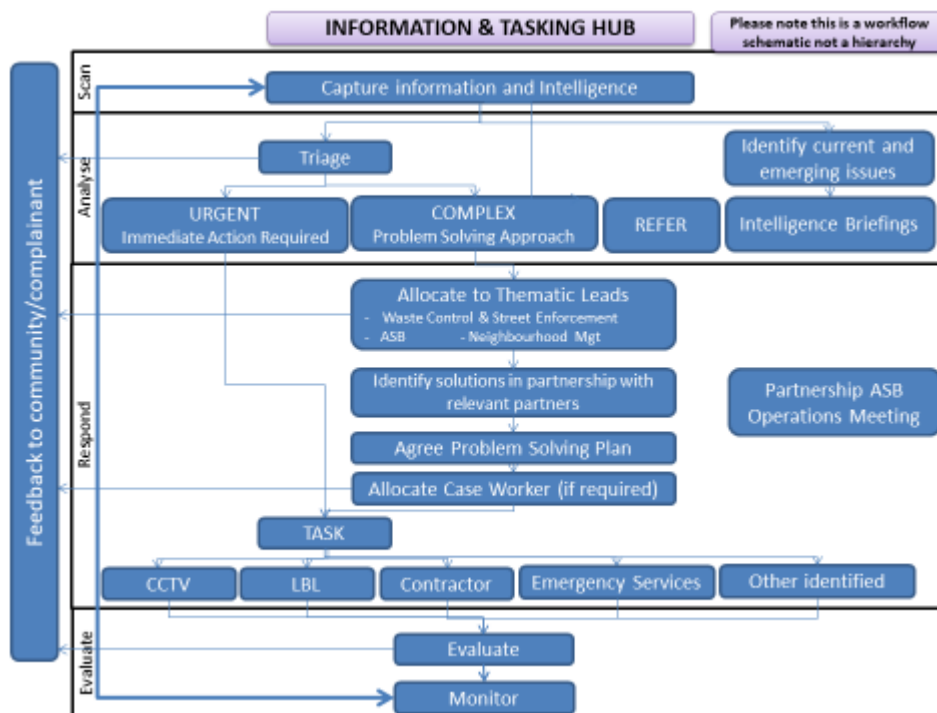 INFORMATION & TASKING HUB
Please note this is a workflow
schematic not a hierarchy
Feedback to community/complainant
Scan
Capture information and Intelligence
Analyse
Triage
Identify current and
emerging issues
URGENT
Immediate Action Required
COMPLEX
Problem Solving Approach
REFER
Intelligence Briefings
Respond
Allocate to Thematic Leads
- Waste Control & Street Enforcement
- ASB - Neighbourhood Mgt
Identify solutions in partnership with
relevant partners
Partnership ASB
Operations Meeting
Agree Problem Solving Plan
Allocate Case Worker (if required)
TASK
CCTV
LBL
Contractor
Emergency Services
Other identified
Evaluate
Evaluate
Monitor